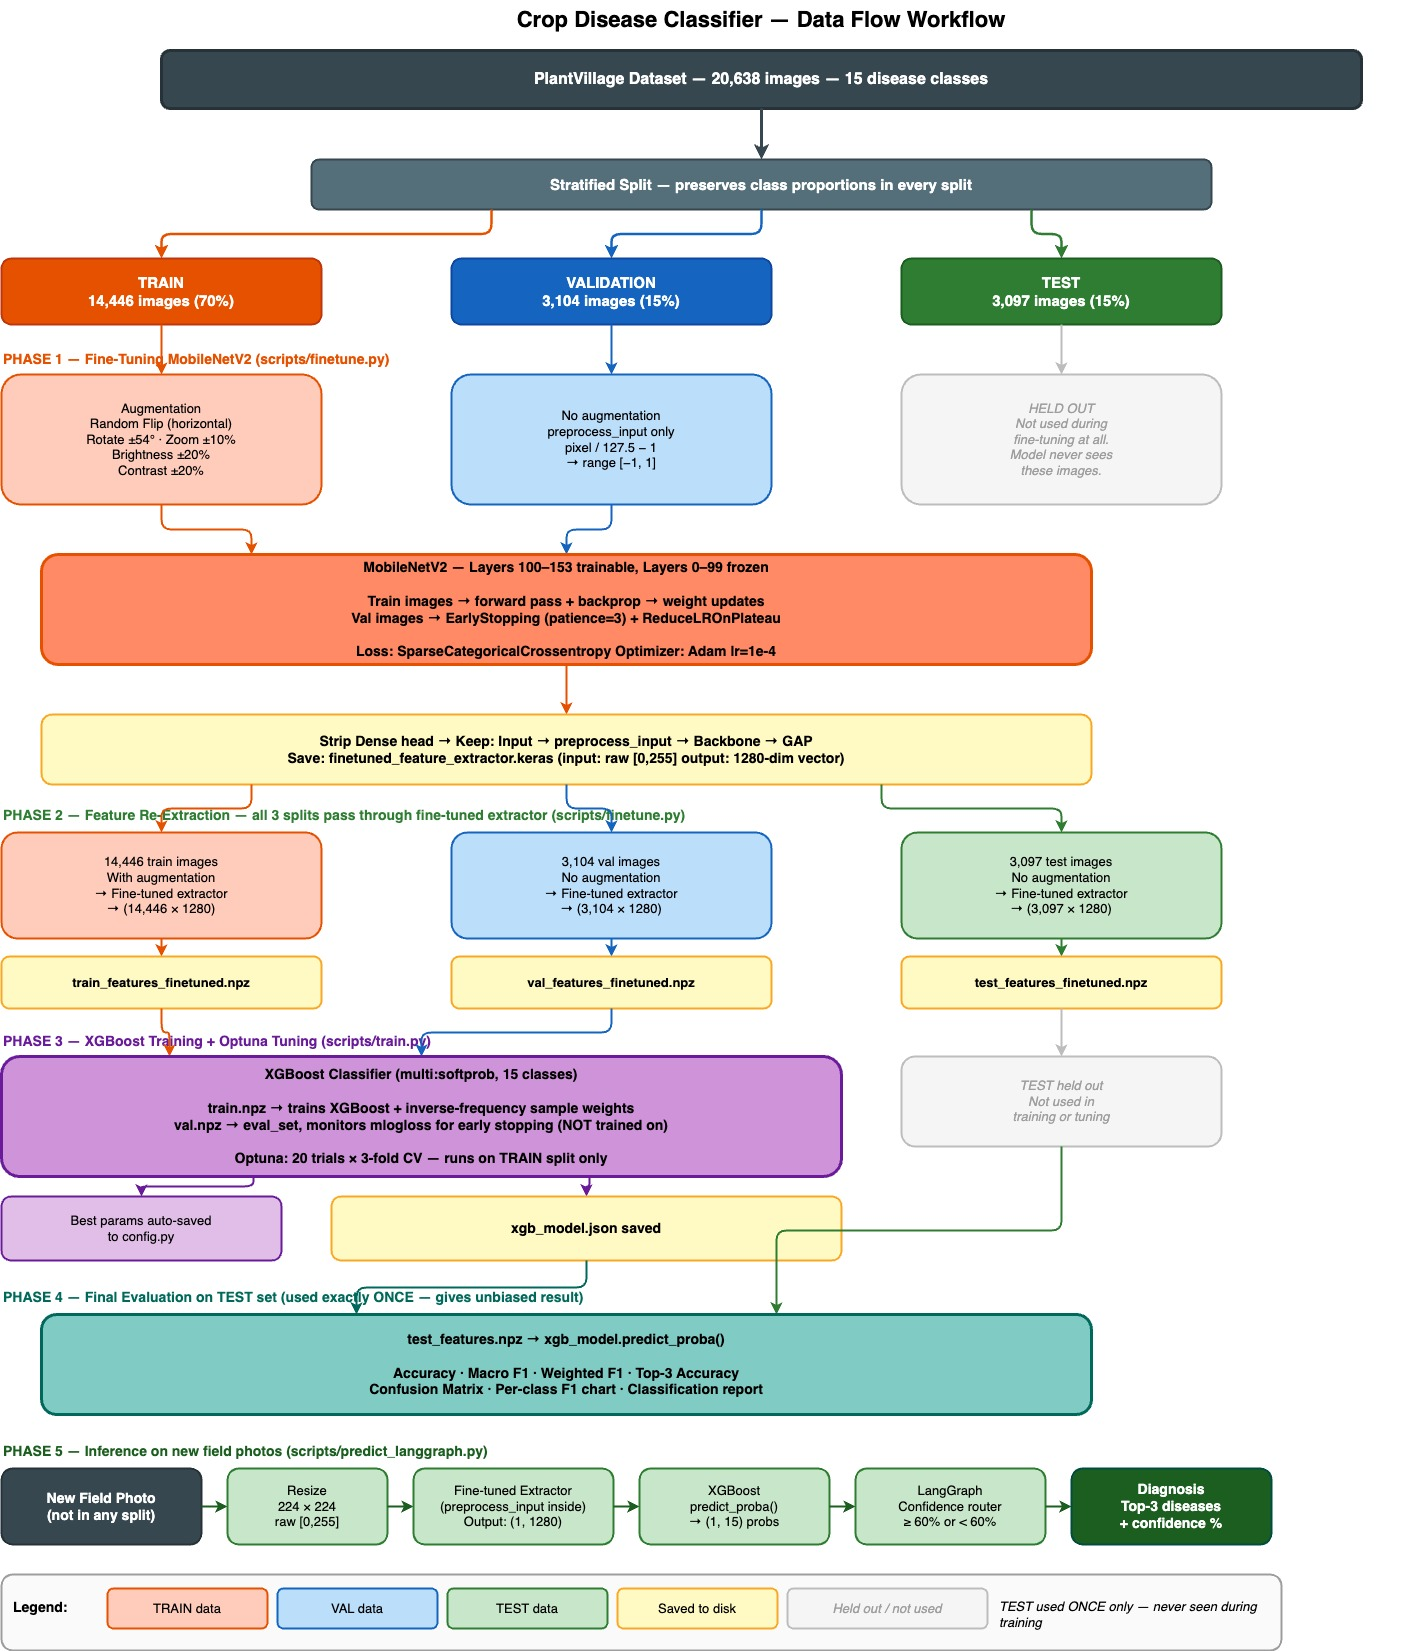 Crop Disease Classifier — Data Flow Workflow
PlantVillage Dataset — 20,638 images — 15 disease classes
Stratified Split — preserves class proportions in every split
TRAIN
14,446 images (70%)
VALIDATION
3,104 images (15%)
TEST
3,097 images (15%)
PHASE 1 — Fine-Tuning MobileNetV2 (scripts/finetune.py)
Augmentation
Random Flip (horizontal)
Rotate ±54° · Zoom ±10%
Brightness ±20%
Contrast ±20%
No augmentation
preprocess_input only
pixel / 127.5 − 1
→ range [−1, 1]
HELD OUT
Not used during
fine-tuning at all.
Model never sees
these images.
MobileNetV2 — Layers 100–153 trainable, Layers 0–99 frozen
Train images → forward pass + backprop → weight updates
Val images → EarlyStopping (patience=3) + ReduceLROnPlateau
Loss: SparseCategoricalCrossentropy Optimizer: Adam lr=1e-4
Strip Dense head → Keep: Input → preprocess_input → Backbone → GAP
Save: finetuned_feature_extractor.keras (input: raw [0,255] output: 1280-dim vector)
PHASE 2 — Feature Re-Extraction — all 3 splits pass through fine-tuned extractor (scripts/finetune.py)
14,446 train images
With augmentation
→ Fine-tuned extractor
→ (14,446 × 1280)
3,104 val images
No augmentation
→ Fine-tuned extractor
→ (3,104 × 1280)
3,097 test images
No augmentation
→ Fine-tuned extractor
→ (3,097 × 1280)
train_features_finetuned.npz
val_features_finetuned.npz
test_features_finetuned.npz
PHASE 3 — XGBoost Training + Optuna Tuning (scripts/train.py)
XGBoost Classifier (multi:softprob, 15 classes)
train.npz → trains XGBoost + inverse-frequency sample weights
val.npz → eval_set, monitors mlogloss for early stopping (NOT trained on)
Optuna: 20 trials × 3-fold CV — runs on TRAIN split only
TEST held out
Not used in
training or tuning
Best params auto-saved
to config.py
xgb_model.json saved
PHASE 4 — Final Evaluation on TEST set (used exactly ONCE — gives unbiased result)
test_features.npz → xgb_model.predict_proba()
Accuracy · Macro F1 · Weighted F1 · Top-3 Accuracy
Confusion Matrix · Per-class F1 chart · Classification report
PHASE 5 — Inference on new field photos (scripts/predict_langgraph.py)
New Field Photo
(not in any split)
Resize
224 × 224
raw [0,255]
Fine-tuned Extractor
(preprocess_input inside)
Output: (1, 1280)
XGBoost
predict_proba()
→ (1, 15) probs
LangGraph
Confidence router
≥ 60% or < 60%
Diagnosis
Top-3 diseases
+ confidence %
Legend:
TRAIN data
VAL data
TEST data
Saved to disk
Held out / not used
TEST used ONCE only — never seen during
training